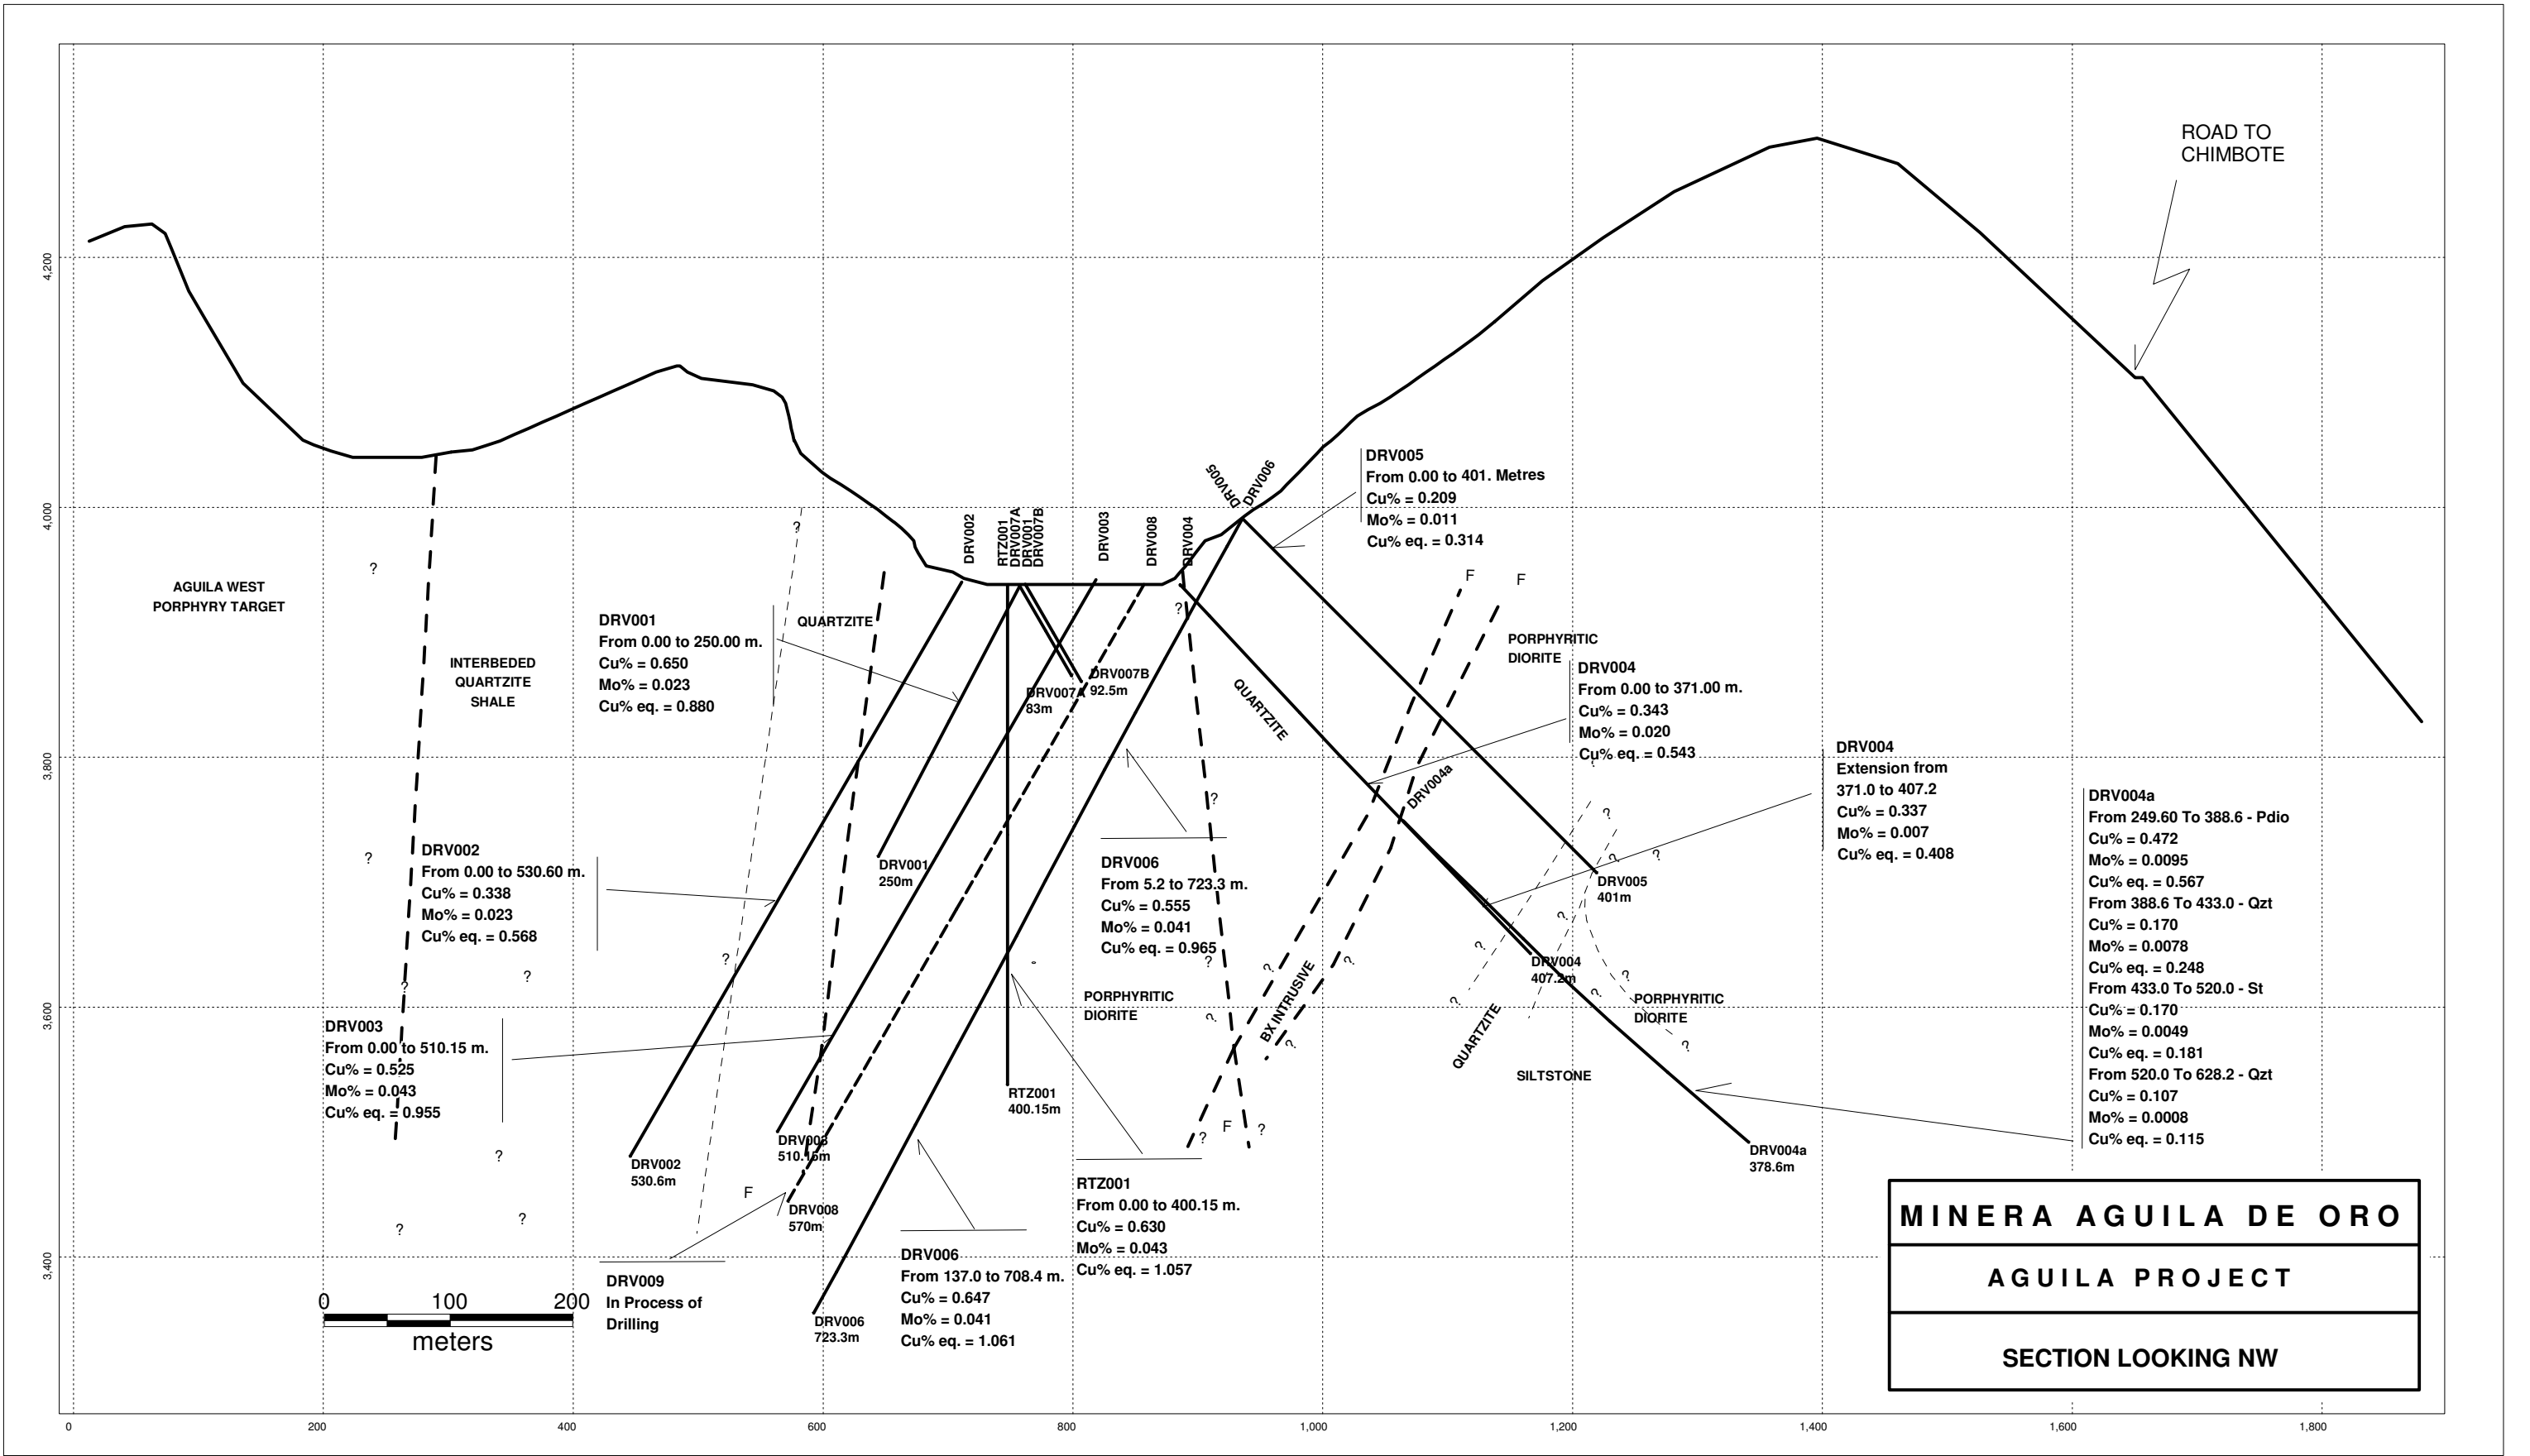 ROAD TO
CHIMBOTE
4,200
4,000
3,800
3,600
3,400
DRV005
DRV006
DRV002
RTZ001
DRV007A
DRV001
DRV007B
DRV003
DRV008
DRV004
DRV005
From 0.00 to 401. Metres
Cu% = 0.209
Mo% = 0.011
Cu% eq. = 0.314
?
?
F
F
AGUILA WEST
PORPHYRY TARGET
INTERBEDED
QUARTZITE
SHALE
DRV001
From 0.00 to 250.00 m.
Cu% = 0.650
Mo% = 0.023
Cu% eq. = 0.880
QUARTZITE
?
DRV007B
92.5m
DRV007A
83m
QUARTZITE
PORPHYRITIC
DIORITE
DRV004
From 0.00 to 371.00 m.
Cu% = 0.343
Mo% = 0.020
Cu% eq. = 0.543
?
DRV004
Extension from
371.0 to 407.2
Cu% = 0.337
Mo% = 0.007
Cu% eq. = 0.408
DRV004a
From 249.60 To 388.6 - Pdio
Cu% = 0.472
Mo% = 0.0095
Cu% eq. = 0.567
From 388.6 To 433.0 - Qzt
Cu% = 0.170
Mo% = 0.0078
Cu% eq. = 0.248
From 433.0 To 520.0 - St
Cu% = 0.170
Mo% = 0.0049
Cu% eq. = 0.181
From 520.0 To 628.2 - Qzt
Cu% = 0.107
Mo% = 0.0008
Cu% eq. = 0.115
DRV004a
?
?
?
?
?
DRV002
From 0.00 to 530.60 m.
Cu% = 0.338
Mo% = 0.023
Cu% eq. = 0.568
DRV001
250m
DRV006
From 5.2 to 723.3 m.
Cu% = 0.555
Mo% = 0.041
Cu% eq. = 0.965
DRV005
401m
?
?
?
?
?
?
?
?
?
DRV004
407.2m
?
?
?
?
BX INTRUSIVE
PORPHYRITIC
DIORITE
QUARTZITE
PORPHYRITIC
DIORITE
?
?
?
SILTSTONE
DRV003
From 0.00 to 510.15 m.
Cu% = 0.525
Mo% = 0.043
Cu% eq. = 0.955
RTZ001
400.15m
DRV003
510.15m
F
?
?
?
DRV002
530.6m
DRV004a
378.6m
F
DRV008
570m
?
?
RTZ001
From 0.00 to 400.15 m.
Cu% = 0.630
Mo% = 0.043
Cu% eq. = 1.057
DRV006
From 137.0 to 708.4 m.
Cu% = 0.647
Mo% = 0.041
Cu% eq. = 1.061
DRV009
In Process of
Drilling
DRV006
723.3m
0 100 200
meters
MINERA AGUILA DE ORO
AGUILA PROJECT
SECTION LOOKING NW
0 200 400 600 800 1,000 1,200 1,400 1,600 1,800